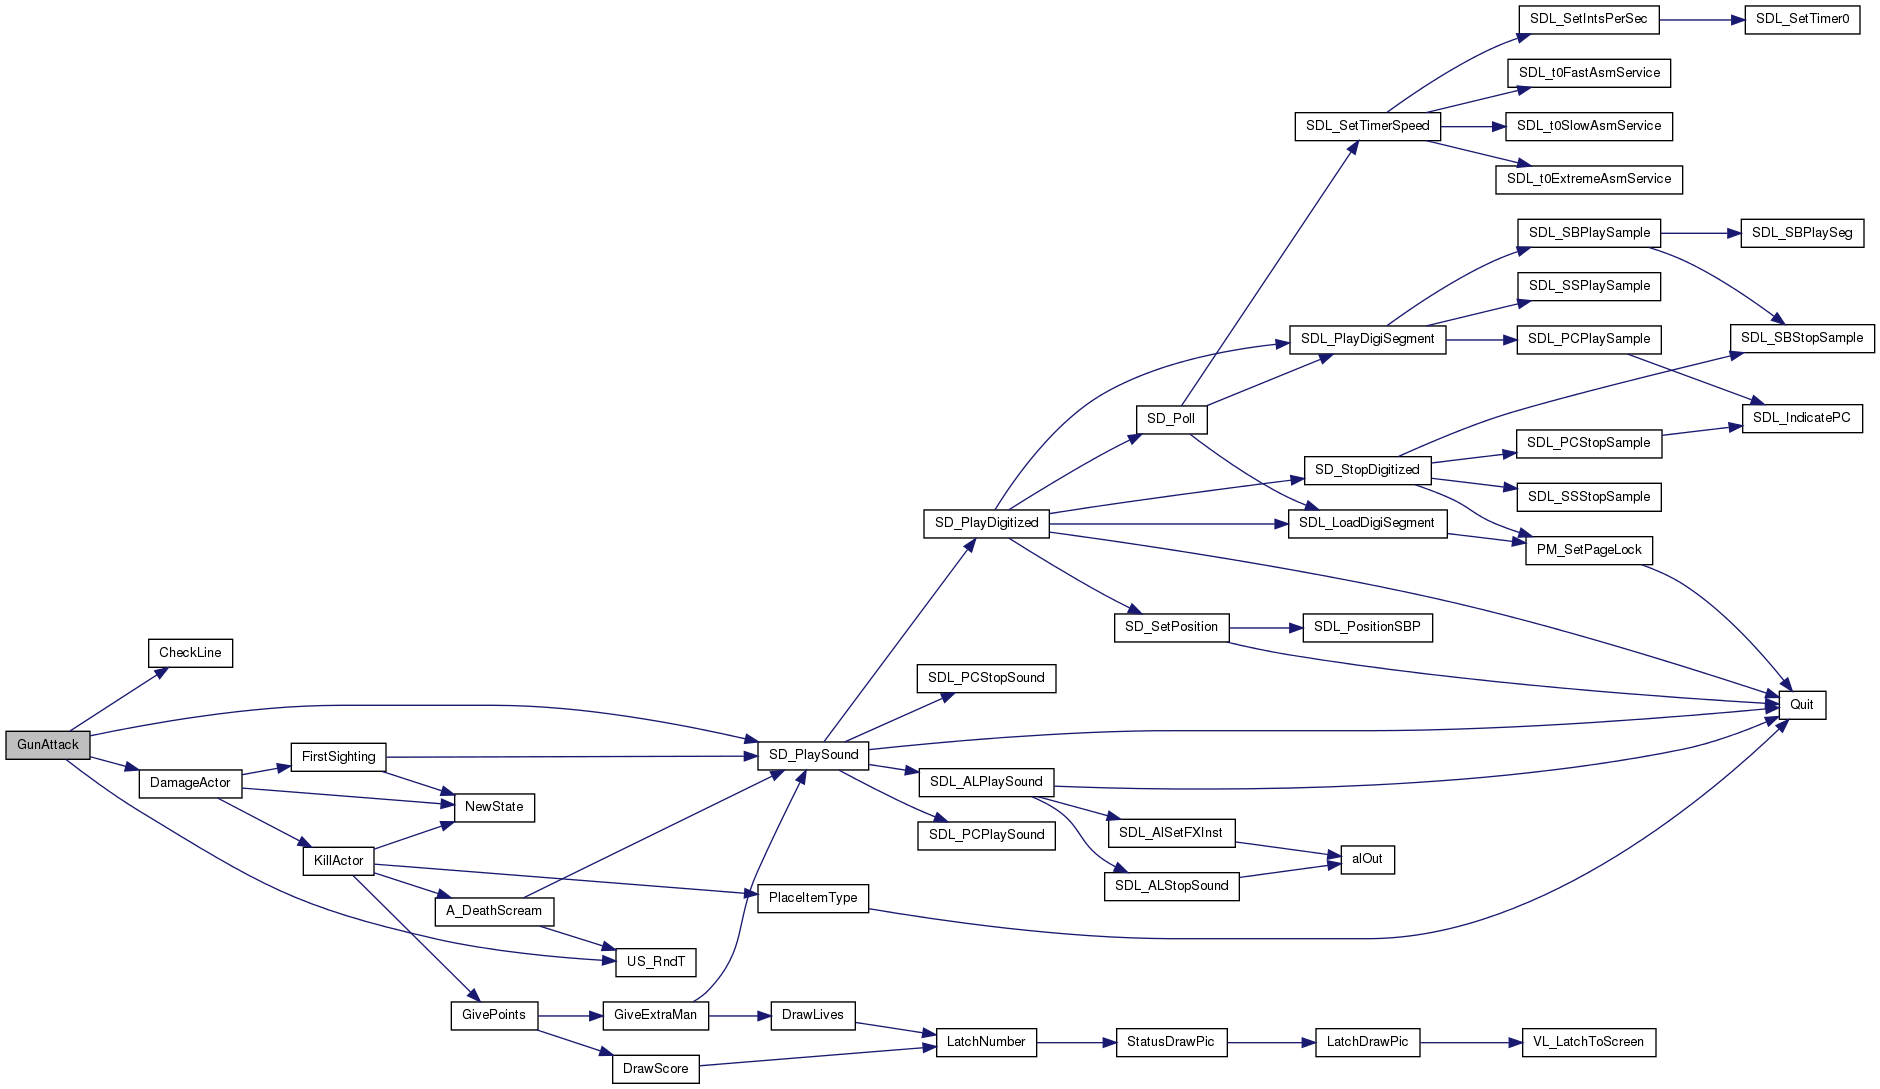 SDL_SetIntsPerSec
SDL_SetTimer0
SDL_t0FastAsmService
SDL_SetTimerSpeed
SDL_t0SlowAsmService
SDL_t0ExtremeAsmService
SDL_SBPlaySample
SDL_SBPlaySeg
SDL_SSPlaySample
SDL_PlayDigiSegment
SDL_PCPlaySample
SDL_SBStopSample
SD_Poll
SDL_IndicatePC
SDL_PCStopSample
SD_StopDigitized
SDL_SSStopSample
SD_PlayDigitized
SDL_LoadDigiSegment
PM_SetPageLock
SD_SetPosition
SDL_PositionSBP
CheckLine
SDL_PCStopSound
Quit
GunAttack
FirstSighting
SD_PlaySound
DamageActor
SDL_ALPlaySound
NewState
SDL_PCPlaySound
SDL_AlSetFXInst
KillActor
alOut
SDL_ALStopSound
PlaceItemType
A_DeathScream
US_RndT
GivePoints
GiveExtraMan
DrawLives
LatchNumber
StatusDrawPic
LatchDrawPic
VL_LatchToScreen
DrawScore